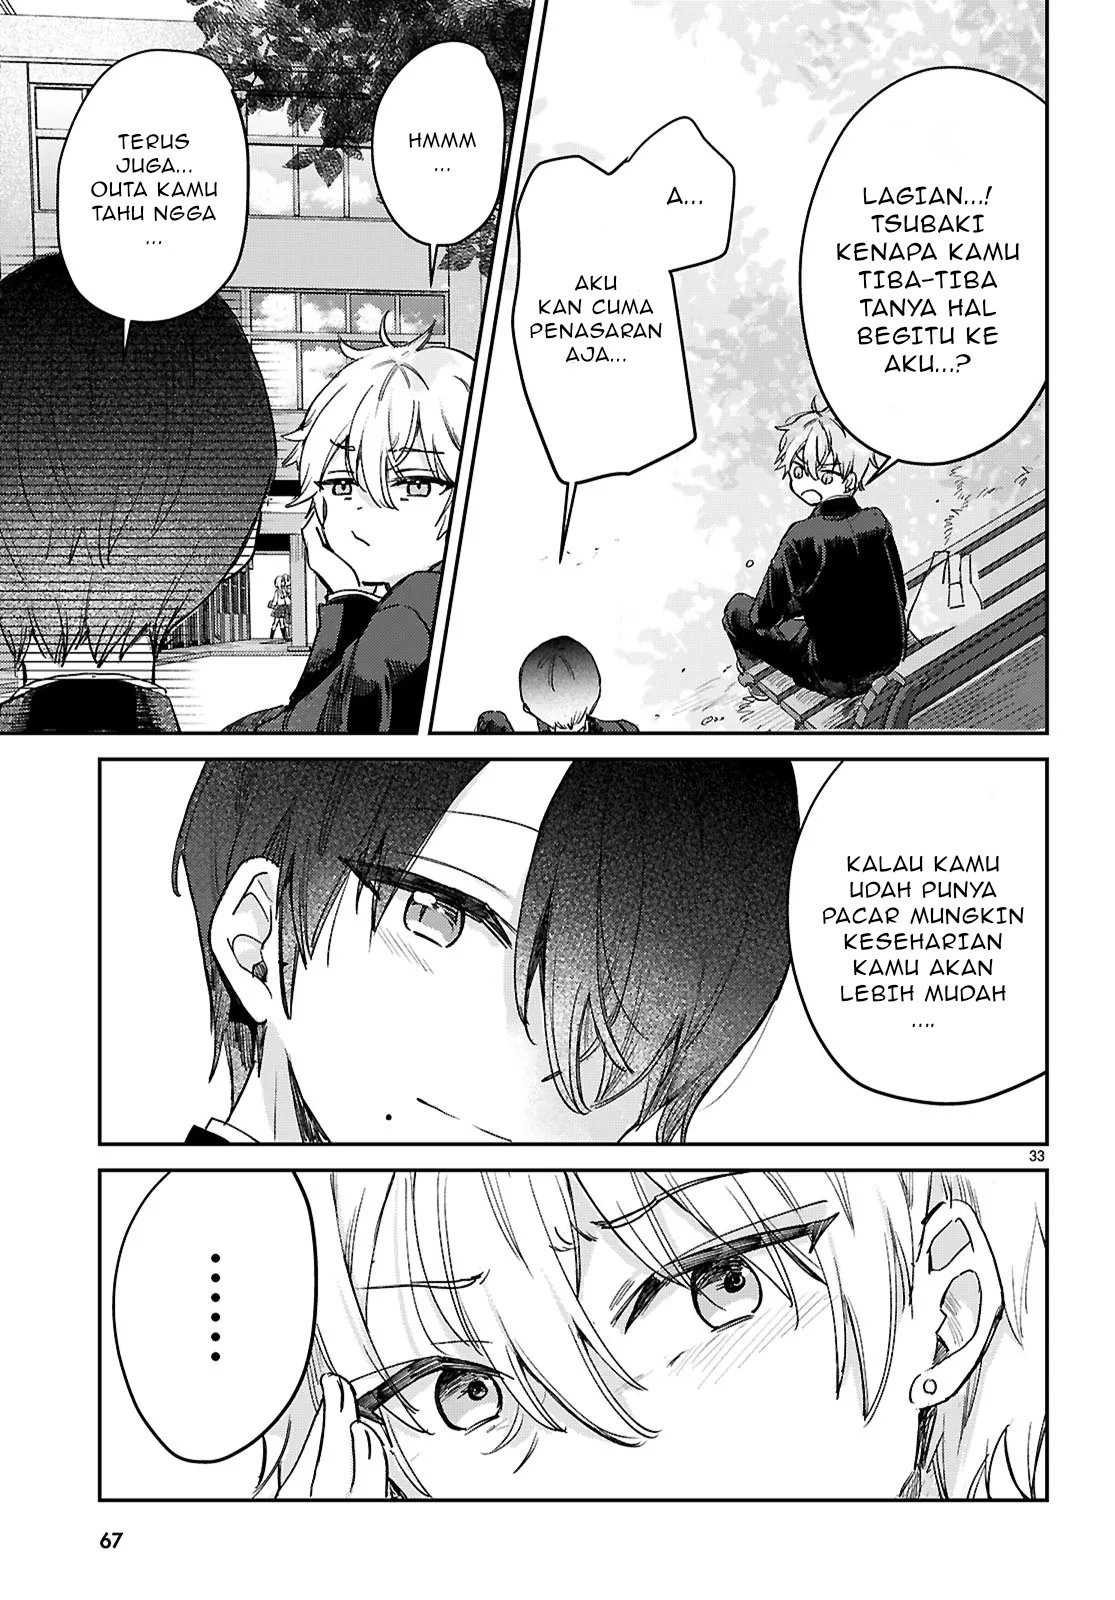 LAGIAN...!
TSUBAKI
KENAPA KAMU
TIBA-TIBA
TANYA HAL
BEGITU KE
AKU...?
A...
AKU
KAN CUMA
PENASARAN
AJA...
HMMM
...
TERUS
JUGA...
OUTA KAMU
TAHU NGGA
...
KALAU KAMU
UDAH PUNYA
PACAR MUNGKIN
KESEHARIAN
KAMU AKAN
LEBIH MUDAH
....
33
.......
67